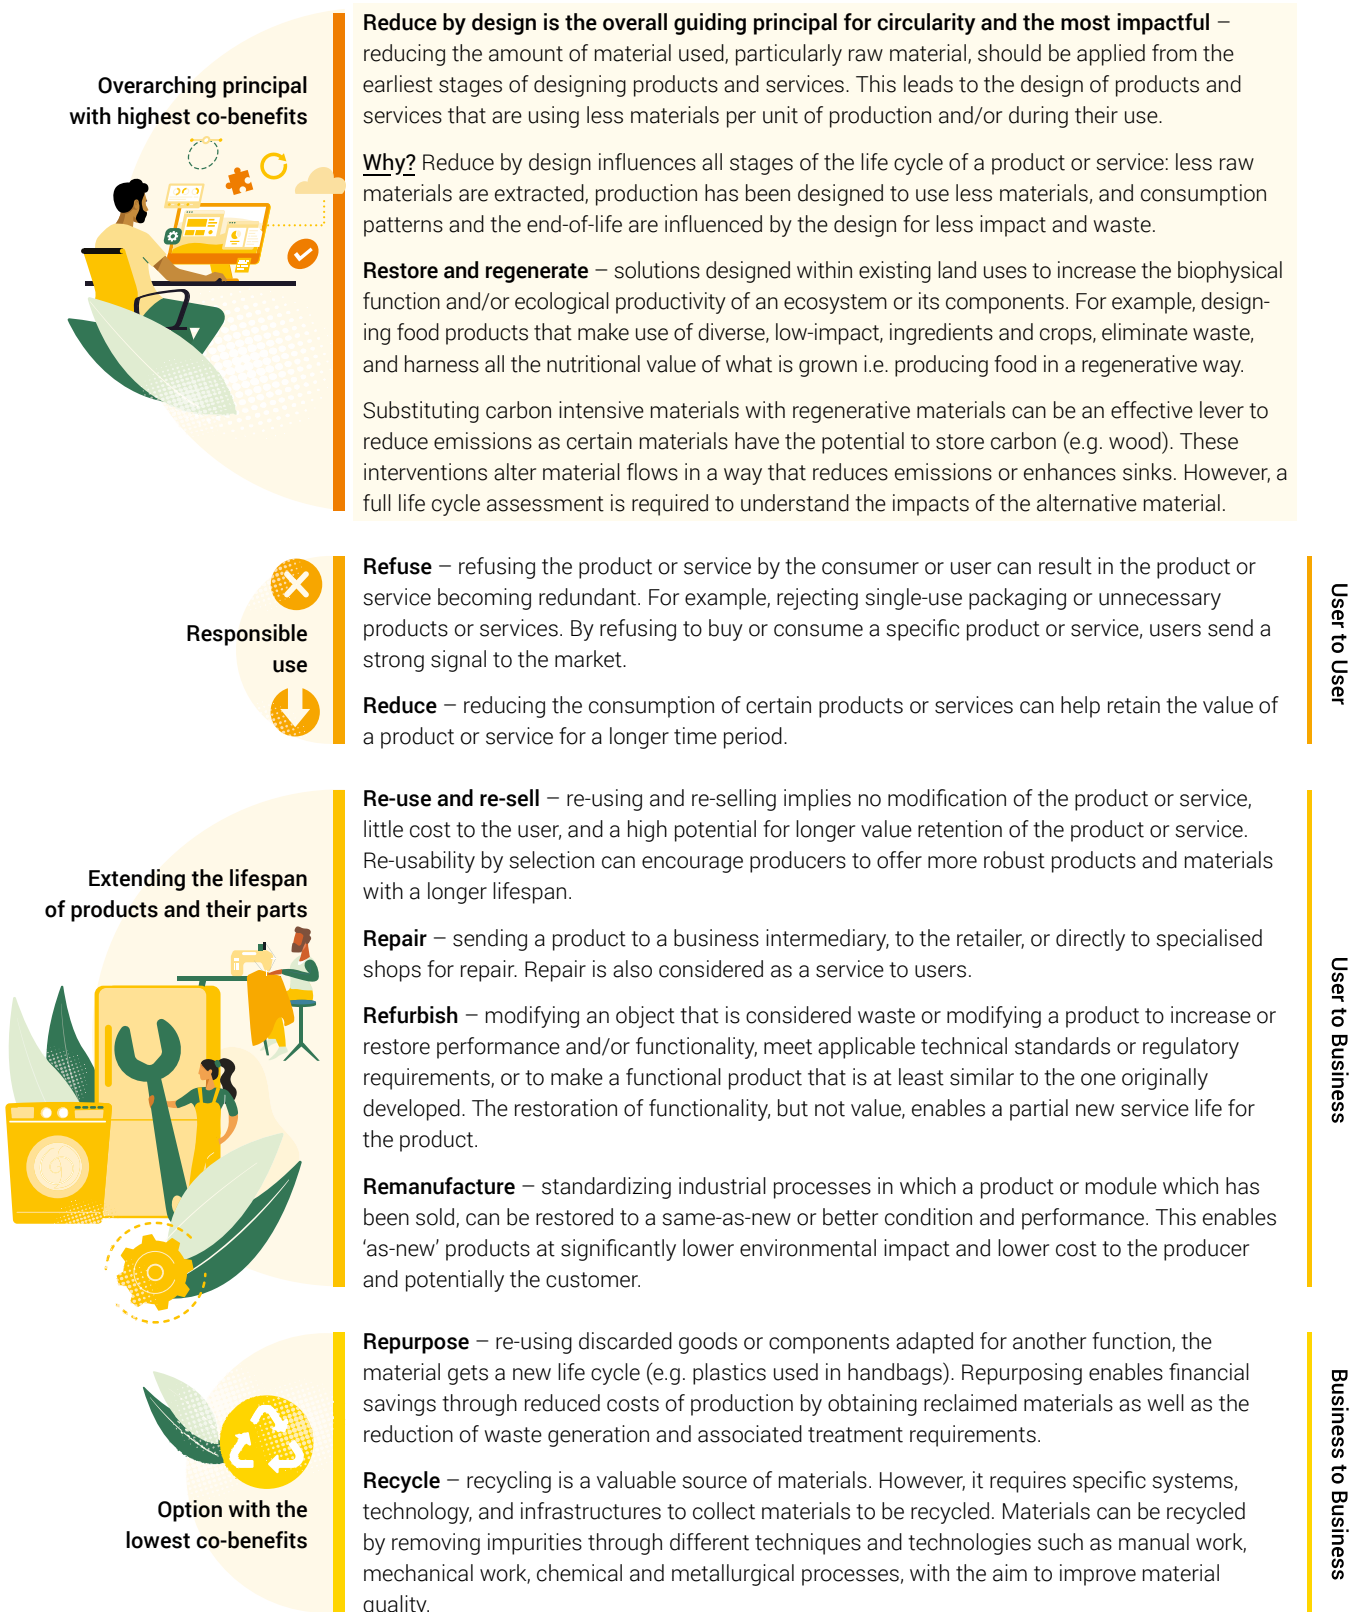 Overarching principal
with highest co-benefits
Reduce by design is the overall guiding principal for circularity and the most impactful –
reducing the amount of material used, particularly raw material, should be applied from the
earliest stages of designing products and services. This leads to the design of products and
services that are using less materials per unit of production and/or during their use.
Why? Reduce by design influences all stages of the life cycle of a product or service: less raw
materials are extracted, production has been designed to use less materials, and consumption
patterns and the end-of-life are influenced by the design for less impact and waste.
Restore and regenerate – solutions designed within existing land uses to increase the biophysical
function and/or ecological productivity of an ecosystem or its components. For example, design-
ing food products that make use of diverse, low-impact, ingredients and crops, eliminate waste,
and harness all the nutritional value of what is grown i.e. producing food in a regenerative way.
Substituting carbon intensive materials with regenerative materials can be an effective lever to
reduce emissions as certain materials have the potential to store carbon (e.g. wood). These
interventions alter material flows in a way that reduces emissions or enhances sinks. However, a
full life cycle assessment is required to understand the impacts of the alternative material.
Responsible
use
Refuse – refusing the product or service by the consumer or user can result in the product or
service becoming redundant. For example, rejecting single-use packaging or unnecessary
products or services. By refusing to buy or consume a specific product or service, users send a
strong signal to the market.
Reduce – reducing the consumption of certain products or services can help retain the value of
a product or service for a longer time period.
User to User
Extending the lifespan
of products and their parts
Re-use and re-sell – re-using and re-selling implies no modification of the product or service,
little cost to the user, and a high potential for longer value retention of the product or service.
Re-usability by selection can encourage producers to offer more robust products and materials
with a longer lifespan.
Repair – sending a product to a business intermediary, to the retailer, or directly to specialised
shops for repair. Repair is also considered as a service to users.
Refurbish – modifying an object that is considered waste or modifying a product to increase or
restore performance and/or functionality, meet applicable technical standards or regulatory
requirements, or to make a functional product that is at least similar to the one originally
developed. The restoration of functionality, but not value, enables a partial new service life for
the product.
Remanufacture – standardizing industrial processes in which a product or module which has
been sold, can be restored to a same-as-new or better condition and performance. This enables
‘as-new’ products at significantly lower environmental impact and lower cost to the producer
and potentially the customer.
User to Business
Option with the
lowest co-benefits
Repurpose – re-using discarded goods or components adapted for another function, the
material gets a new life cycle (e.g. plastics used in handbags). Repurposing enables financial
savings through reduced costs of production by obtaining reclaimed materials as well as the
reduction of waste generation and associated treatment requirements.
Recycle – recycling is a valuable source of materials. However, it requires specific systems,
technology, and infrastructures to collect materials to be recycled. Materials can be recycled
by removing impurities through different techniques and technologies such as manual work,
mechanical work, chemical and metallurgical processes, with the aim to improve material
quality.
Business to Business